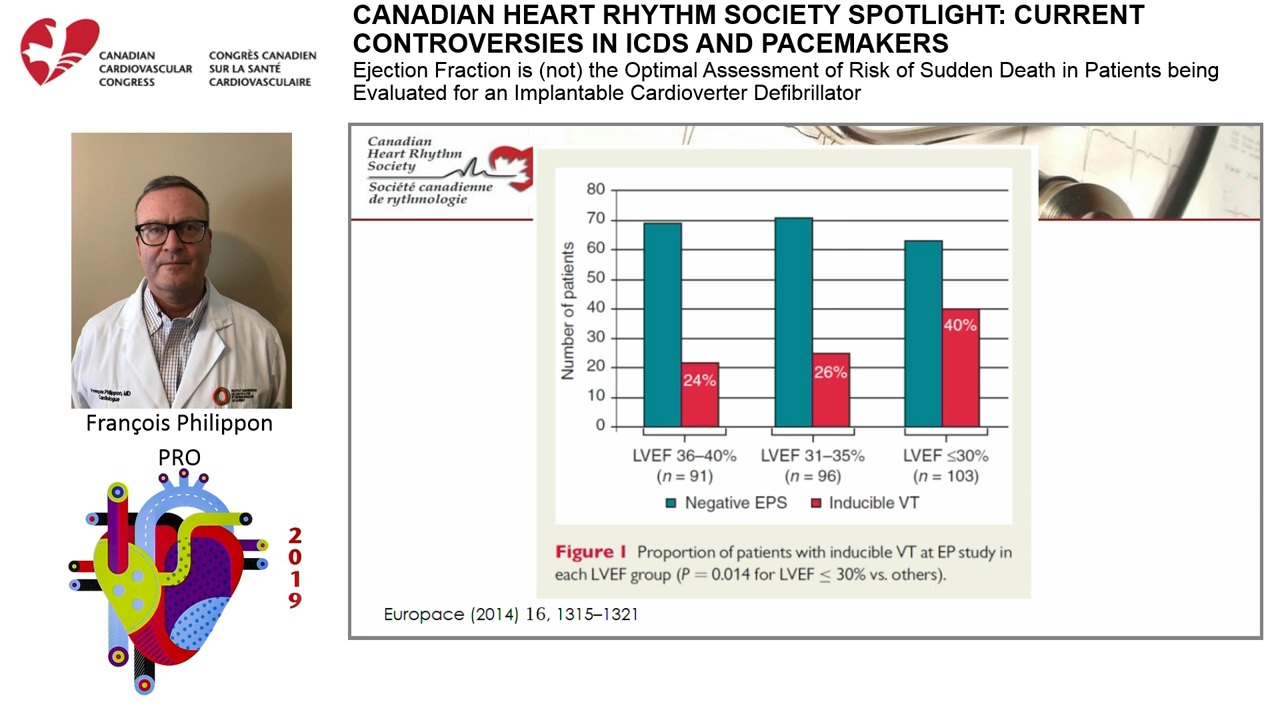 CANADIAN HEART RHYTHM SOCIETY SPOTLIGHT: CURRENT
CONTROVERSIES IN ICDS AND PACEMAKERS
Ejection Fraction is (not) the Optimal Assessment of Risk of Sudden Death in Patients being
Evaluated for an Implantable Cardioverter Defibrillator
CANADIAN
CARDIOVASCULAR
CONGRESS
CONGRÈS CANADIEN
SUR LA SANTÉ
CARDIOVASCULAIRE
François Philippon, MD
Cardiologue
François Philippon
PRO
2019
Canadian
Heart Rhythm
Society
Société canadienne
de rythmologie
Number of patients
80
70
60
50
40
30
20
10
0
24%
26%
40%
LVEF 36–40%
(n = 91)
LVEF 31–35%
(n = 96)
LVEF ≤30%
(n = 103)
Negative EPS
Inducible VT
Figure 1 Proportion of patients with inducible VT at EP study in
each LVEF group (P = 0.014 for LVEF ≤ 30% vs. others).
Europace (2014) 16, 1315–1321